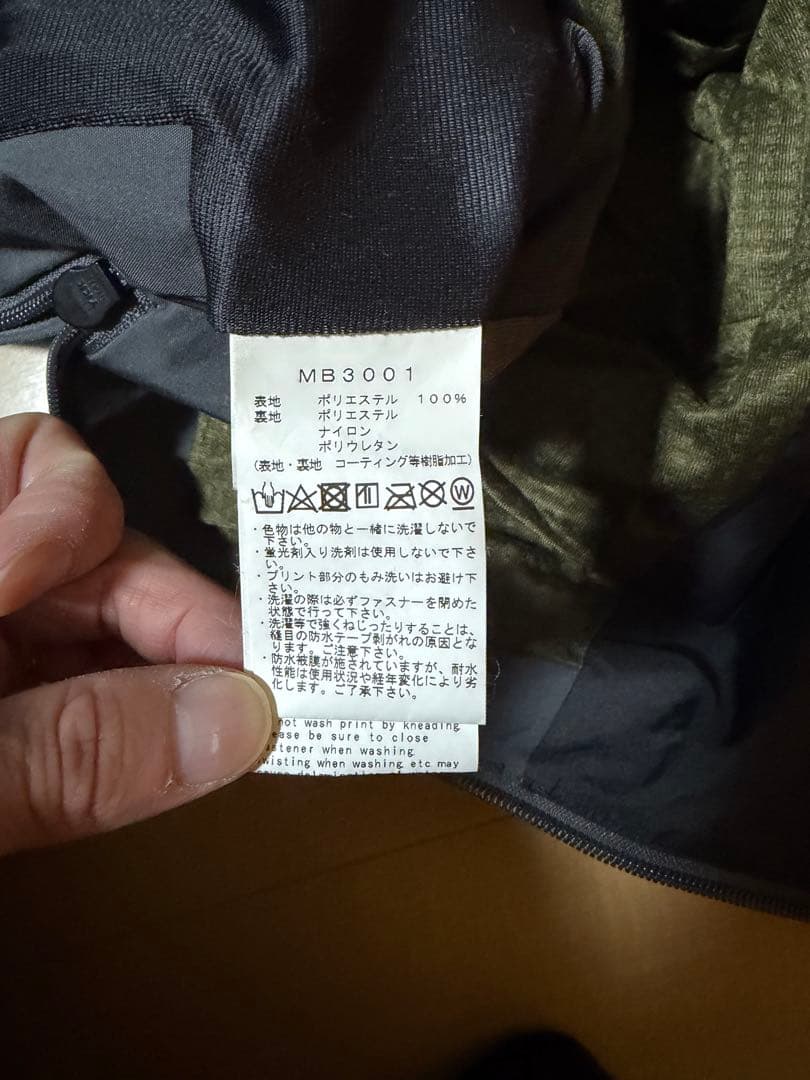 MB3001
表地　ポリエステル　100%
裏地　ポリエステル
ナイロン
ポリウレタン
(表地・裏地　コーティング等樹脂加工)
W
・色物は他の物と一緒に洗濯しないで
下さい。
・蛍光剤入り洗剤は使用しないで下さ
い。
・プリント部分のもみ洗いはお避け下
さい。
・洗濯の際は必ずファスナーを閉めた
状態で行って下さい。
・洗濯等で強くねじったりすることは、
縫目の防水テープ剥がれの原因とな
ります。ご注意下さい。
・防水被膜が施されていますが、耐水
性能は使用状況や経年変化により劣
化します。ご了承下さい。
not wash print by kneading
be sure to close
when washing
when washing etc may